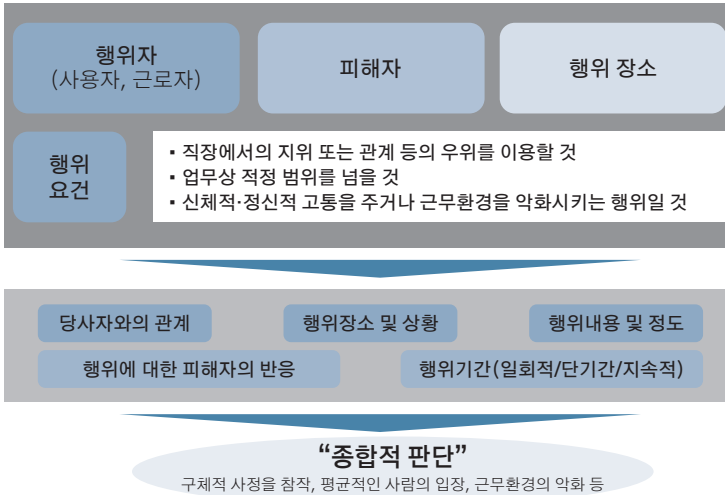 행위자
(사용자, 근로자)
피해자
행위 장소
행위
요건
▪ 직장에서의 지위 또는 관계 등의 우위를 이용할 것
▪ 업무상 적정 범위를 넘을 것
▪ 신체적·정신적 고통을 주거나 근무환경을 악화시키는 행위일 것
당사자와의 관계
행위장소 및 상황
행위내용 및 정도
행위에 대한 피해자의 반응
행위기간(일회적/단기간/지속적)
“종합적 판단”
구체적 사정을 참작, 평균적인 사람의 입장, 근무환경의 악화 등